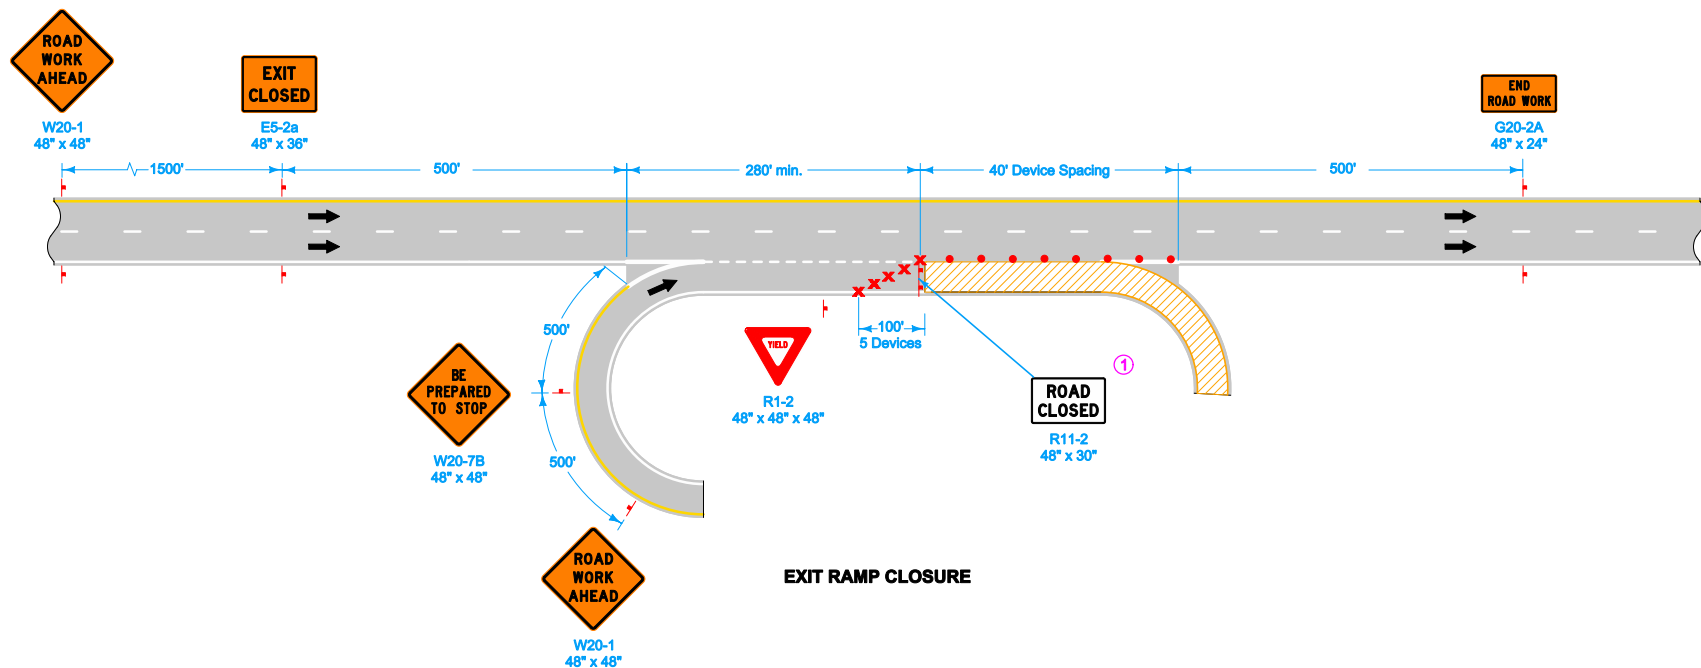 ROAD
WORK
AHEAD
W20-1
48" x 48"
EXIT
CLOSED
E5-2a
48" x 36"
END
ROAD WORK
G20-2A
48" x 24"
1500'
500'
280' min.
40' Device Spacing
500'
500'
500'
BE
PREPARED
TO STOP
W20-7B
48" x 48"
YIELD
R1-2
48" x 48" x 48"
100'
5 Devices
1
ROAD
CLOSED
R11-2
48" x 30"
ROAD
WORK
AHEAD
W20-1
48" x 48"
EXIT RAMP CLOSURE